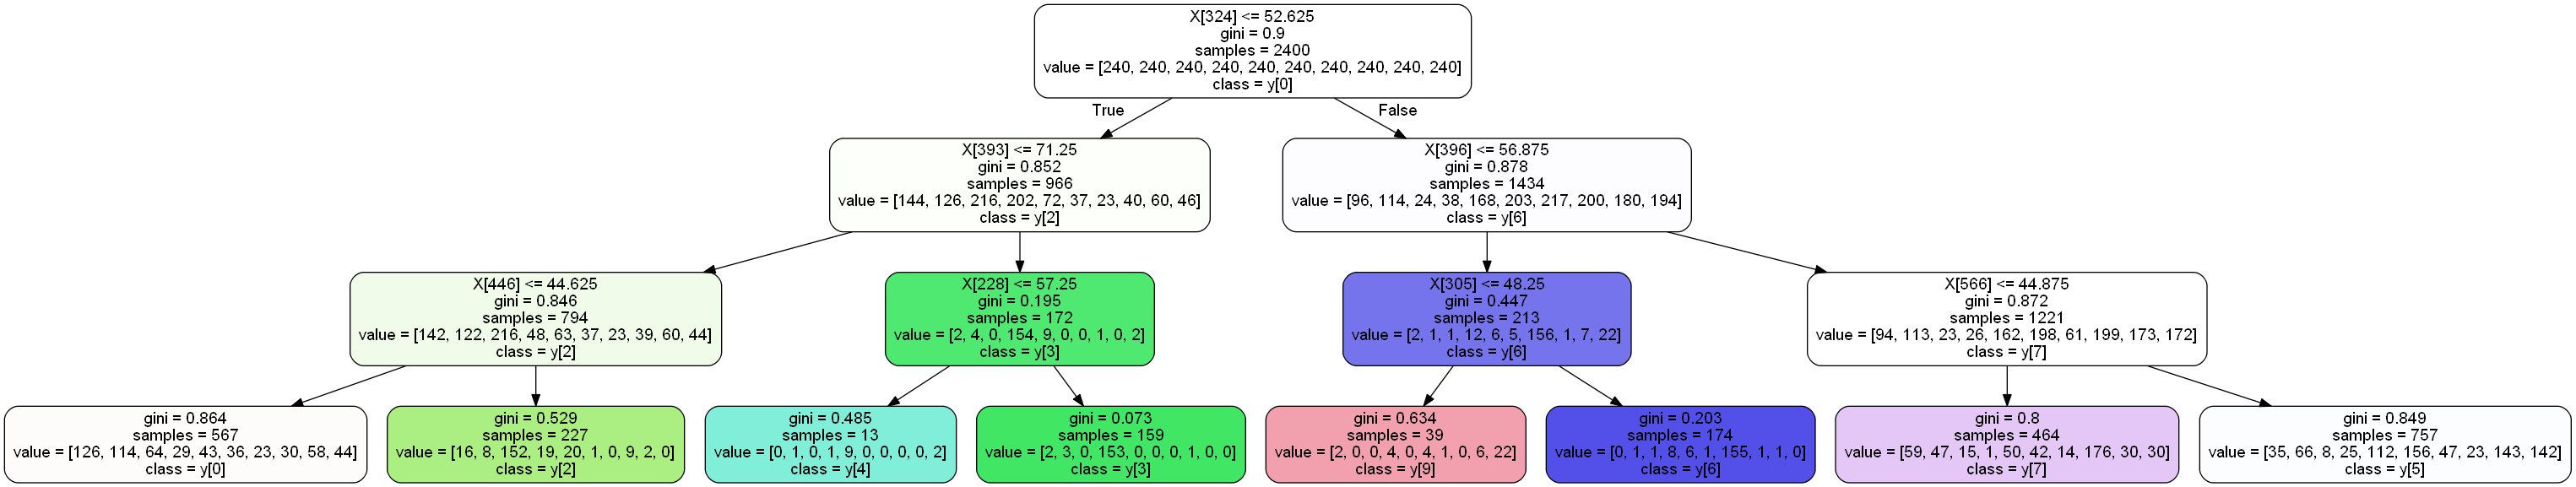 X[324] <= 52.625
gini = 0.9
samples = 2400
value = [240, 240, 240, 240, 240, 240, 240, 240, 240, 240]
class = y[0]
True
False
X[393] <= 71.25
gini = 0.852
samples = 966
value = [144, 126, 216, 202, 72, 37, 23, 40, 60, 46]
class = y[2]
X[396] <= 56.875
gini = 0.878
samples = 1434
value = [96, 114, 24, 38, 168, 203, 217, 200, 180, 194]
class = y[6]
X[446] <= 44.625
gini = 0.846
samples = 794
value = [142, 122, 216, 48, 63, 37, 23, 39, 60, 44]
class = y[2]
X[228] <= 57.25
gini = 0.195
samples = 172
value = [2, 4, 0, 154, 9, 0, 0, 1, 0, 2]
class = y[3]
X[305] <= 48.25
gini = 0.447
samples = 213
value = [2, 1, 1, 12, 6, 5, 156, 1, 7, 22]
class = y[6]
X[566] <= 44.875
gini = 0.872
samples = 1221
value = [94, 113, 23, 26, 162, 198, 61, 199, 173, 172]
class = y[7]
gini = 0.864
samples = 567
value = [126, 114, 64, 29, 43, 36, 23, 30, 58, 44]
class = y[0]
gini = 0.529
samples = 227
value = [16, 8, 152, 19, 20, 1, 0, 9, 2, 0]
class = y[2]
gini = 0.485
samples = 13
value = [0, 1, 0, 1, 9, 0, 0, 0, 0, 2]
class = y[4]
gini = 0.073
samples = 159
value = [2, 3, 0, 153, 0, 0, 0, 1, 0, 0]
class = y[3]
gini = 0.634
samples = 39
value = [2, 0, 0, 4, 0, 4, 1, 0, 6, 22]
class = y[9]
gini = 0.203
samples = 174
value = [0, 1, 1, 8, 6, 1, 155, 1, 1, 0]
class = y[6]
gini = 0.8
samples = 464
value = [59, 47, 15, 1, 50, 42, 14, 176, 30, 30]
class = y[7]
gini = 0.849
samples = 757
value = [35, 66, 8, 25, 112, 156, 47, 23, 143, 142]
class = y[5]